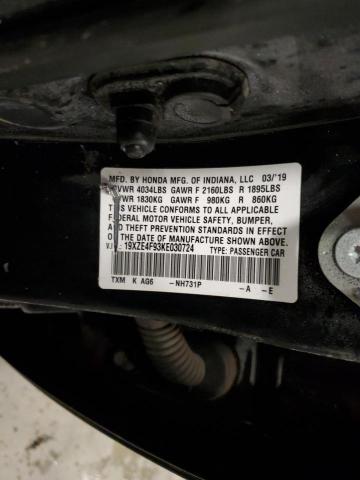 MFD. BY HONDA MFG. OF INDIANA, LLC 03/'19
GVWR 4034LBS GAWR F 2160LBS R 1895LBS
GVWR 1830KG GAWR F 980KG R 860KG
THIS VEHICLE CONFORMS TO ALL APPLICABLE
FEDERAL MOTOR VEHICLE SAFETY, BUMPER,
AND THEFT PREVENTION STANDARDS IN EFFECT
ON THE DATE OF MANUFACTURE SHOWN ABOVE.
V.I.N.: 19XZE4F93KE030724 TYPE: PASSENGER CAR
TXM K AG6 -NH731P -A -E